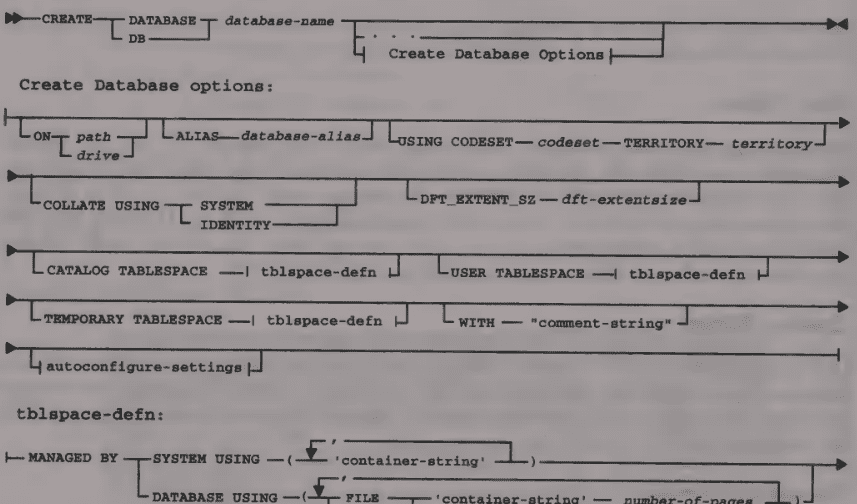 CREATE DATABASE database-name
DB
. . .
Create Database Options
Create Database options:
ON path ALIAS database-alias USING CODESET codeset TERRITORY territory
drive
COLLATE USING SYSTEM DFT_EXTENT_SZ dft-extentsize
IDENTITY
CATALOG TABLESPACE tblspace-defn USER TABLESPACE tblspace-defn
TEMPORARY TABLESPACE tblspace-defn WITH "comment-string"
autoconfigure-settings
tblspace-defn:
,
MANAGED BY SYSTEM USING ( 'container-string' )
,
DATABASE USING ( FILE 'container-string' number-of-pages )